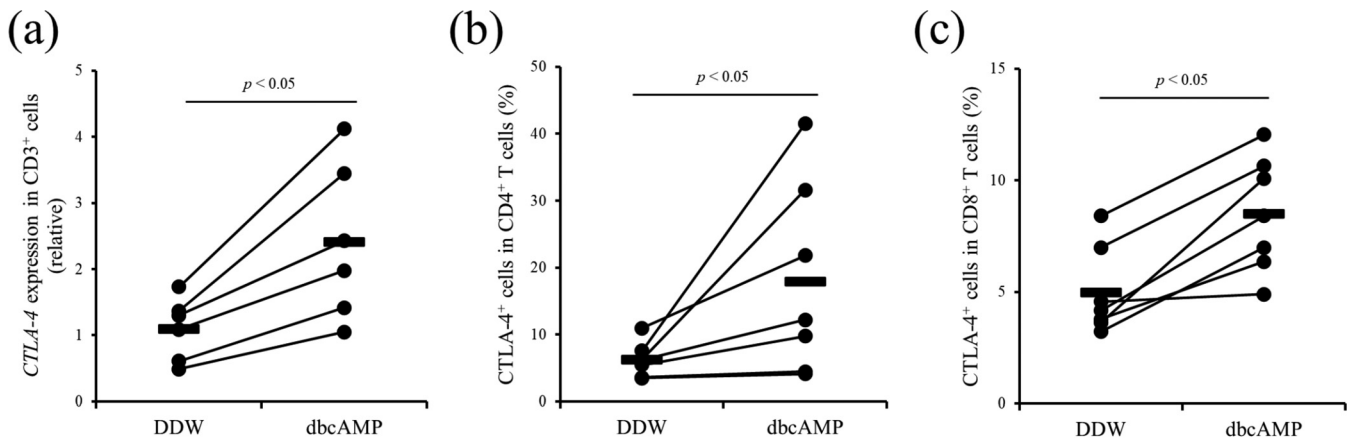 (a)
CTLA-4 expression in CD3+ cells
(relative)
5
4
3
2
1
0
p < 0.05
DDW
dbcAMP
(b)
CTLA-4+ cells in CD4+ T cells (%)
50
40
30
20
10
0
p < 0.05
DDW
dbcAMP
(c)
CTLA-4+ cells in CD8+ T cells (%)
15
10
5
0
p < 0.05
DDW
dbcAMP